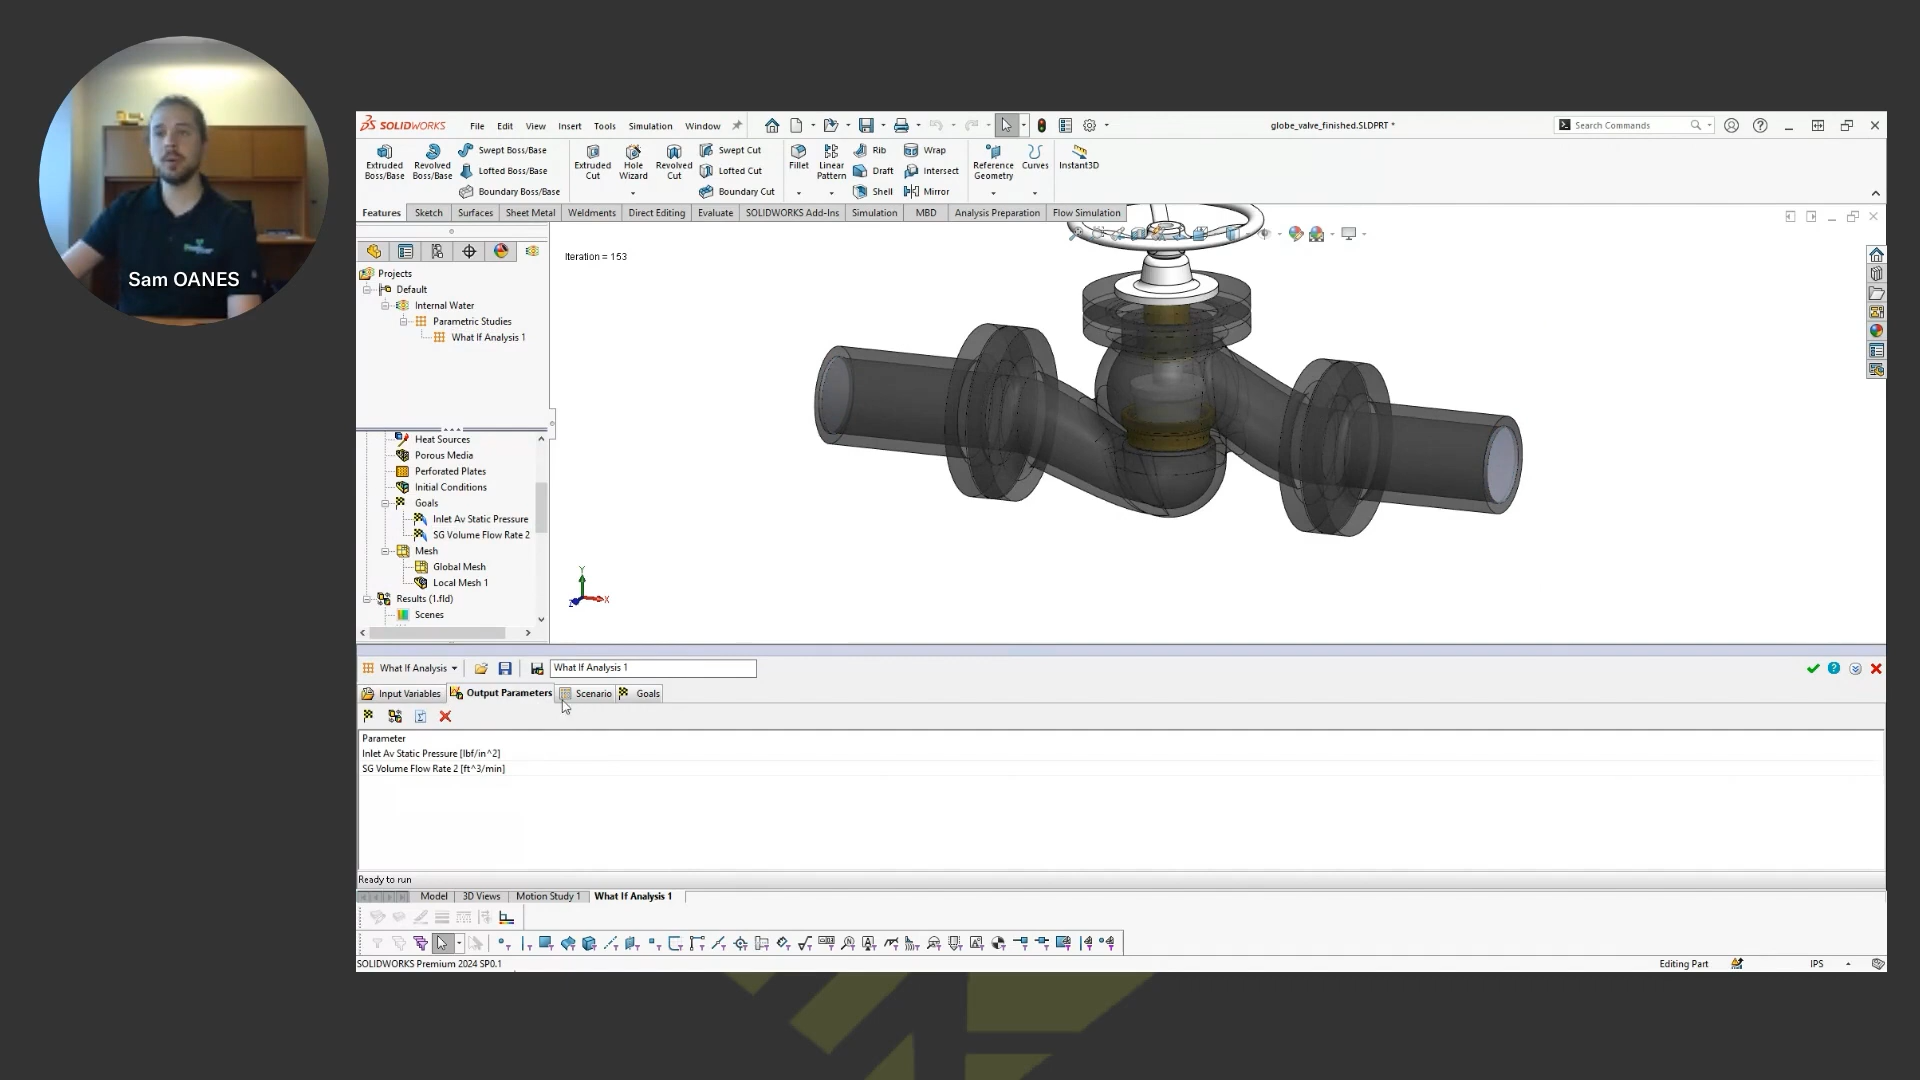 Sam OANES
SOLIDWORKS
File Edit View Insert Tools Simulation Window
globe_valve_finished.SLDPRT *
Search Commands
Extruded Boss/Base
Revolved Boss/Base
Swept Boss/Base
Lofted Boss/Base
Boundary Boss/Base
Extruded Cut
Hole Wizard
Revolved Cut
Swept Cut
Lofted Cut
Boundary Cut
Fillet
Linear Pattern
Rib
Draft
Shell
Wrap
Intersect
Mirror
Reference Geometry
Curves
Instant3D
Features Sketch Surfaces Sheet Metal Weldments Direct Editing Evaluate SOLIDWORKS Add-Ins Simulation MBD Analysis Preparation Flow Simulation
Iteration = 153
Projects
Default
Internal Water
Parametric Studies
What If Analysis 1
Heat Sources
Porous Media
Perforated Plates
Initial Conditions
Goals
Inlet Av Static Pressure
SG Volume Flow Rate 2
Mesh
Global Mesh
Local Mesh 1
Results (1.fld)
Scenes
Y
X
Z
What If Analysis
What If Analysis 1
Input Variables Output Parameters Scenario Goals
Parameter
Inlet Av Static Pressure [lbf/in^2]
SG Volume Flow Rate 2 [ft^3/min]
Ready to run
Model 3D Views Motion Study 1 What If Analysis 1
SOLIDWORKS Premium 2024 SP0.1
Editing Part
IPS